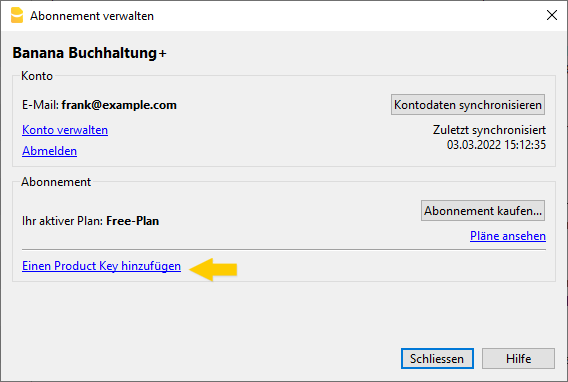 Abonnement verwalten
Banana Buchhaltung+
Konto
E-Mail: frank@example.com
Kontodaten synchronisieren
Konto verwalten
Zuletzt synchronisiert
Abmelden
03.03.2022 15:12:35
Abonnement
Ihr aktiver Plan: Free-Plan
Abonnement kaufen...
Pläne ansehen
Einen Product Key hinzufügen
Schliessen
Hilfe